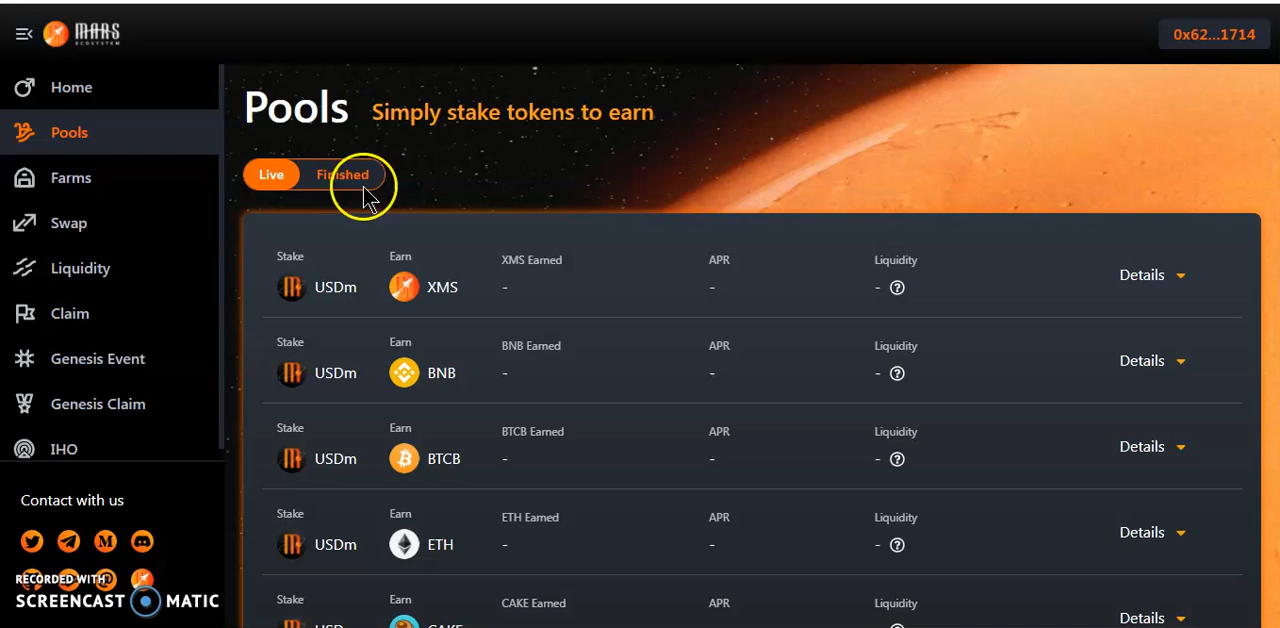 MARS
ECOSYSTEM
0x62...1714
Home
Pools
Farms
Swap
Liquidity
Claim
Genesis Event
Genesis Claim
IHO
Contact with us
RECORDED WITH
SCREENCAST MATIC
Pools Simply stake tokens to earn
Live Finished
Stake Earn XMS Earned APR Liquidity
USDm XMS - - - ? Details
Stake Earn BNB Earned APR Liquidity
USDm BNB - - - ? Details
Stake Earn BTCB Earned APR Liquidity
USDm BTCB - - - ? Details
Stake Earn ETH Earned APR Liquidity
USDm ETH - - - ? Details
Stake Earn CAKE Earned APR Liquidity
USDm CAKE Details